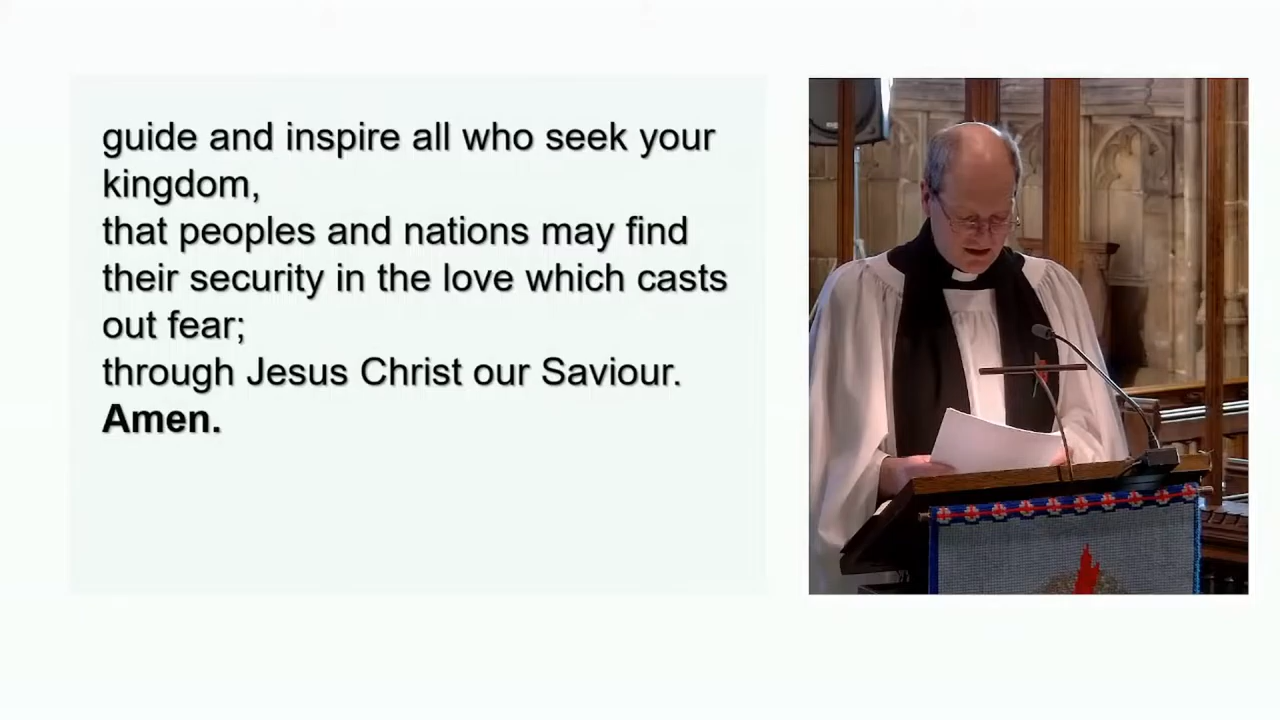 guide and inspire all who seek your
kingdom,
that peoples and nations may find
their security in the love which casts
out fear;
through Jesus Christ our Saviour.
Amen.